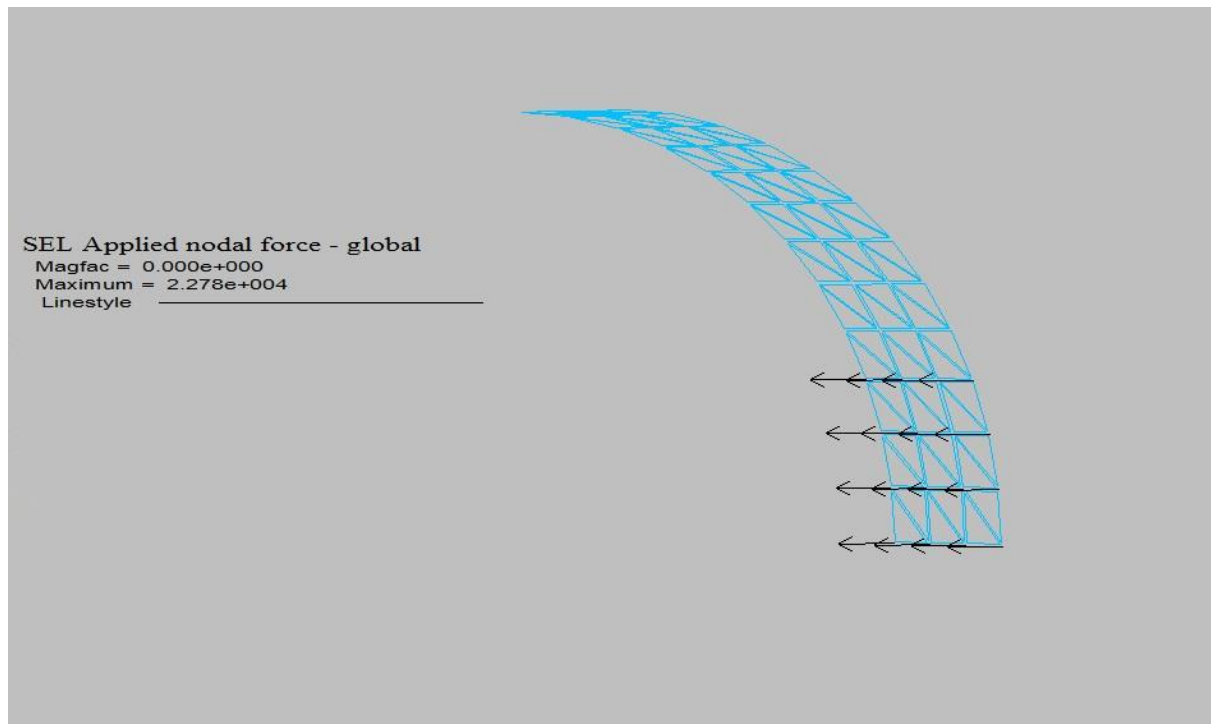 SEL Applied nodal force - global
Magfac = 0.000e+000
Maximum = 2.278e+004
Linestyle